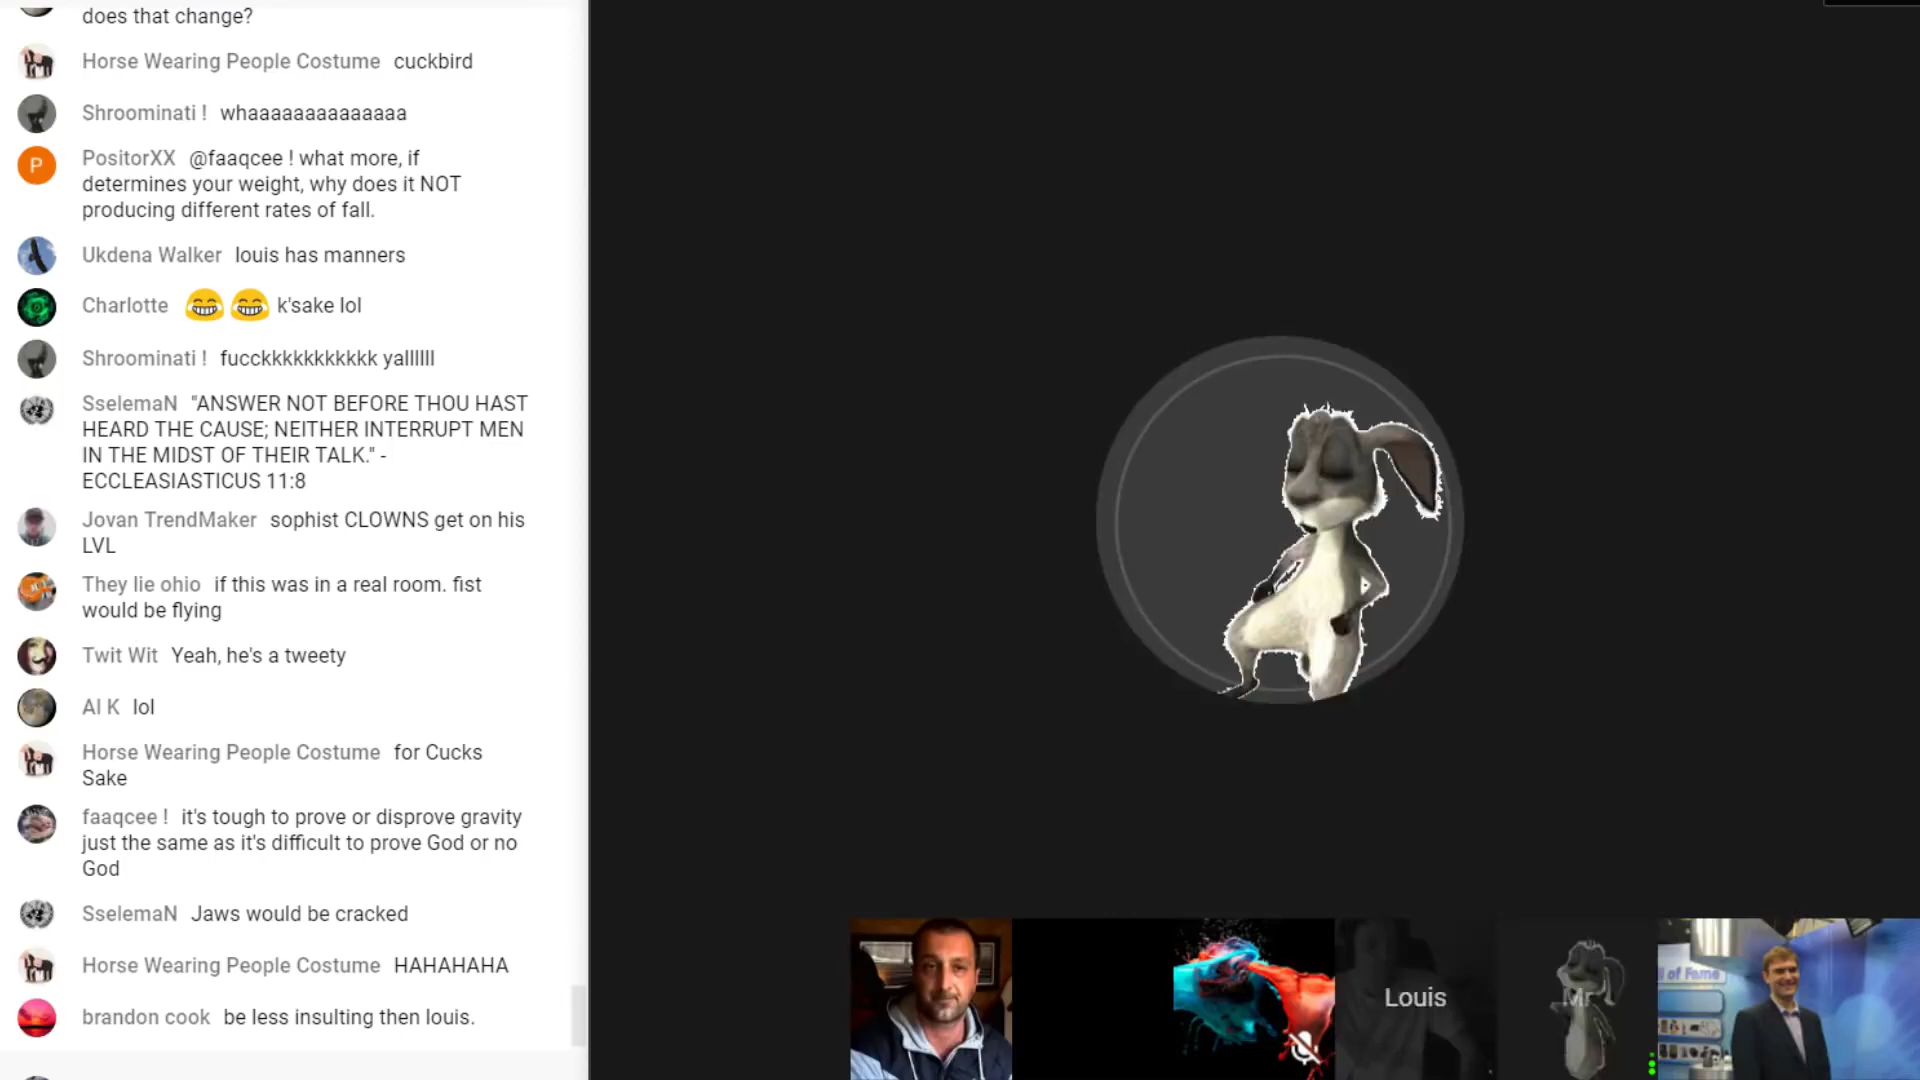 does that change?
Horse Wearing People Costume cuckbird
Shroominati ! whaaaaaaaaaaaaaa
PositorXX @faaqcee ! what more, if
determines your weight, why does it NOT
producing different rates of fall.
Ukdena Walker louis has manners
Charlotte 😂 😂 k'sake lol
Shroominati ! fucckkkkkkkkkkk yallllll
SselemaN "ANSWER NOT BEFORE THOU HAST
HEARD THE CAUSE; NEITHER INTERRUPT MEN
IN THE MIDST OF THEIR TALK." -
ECCLEASIASTICUS 11:8
Jovan TrendMaker sophist CLOWNS get on his
LVL
They lie ohio if this was in a real room. fist
would be flying
Twit Wit Yeah, he's a tweety
Al K lol
Horse Wearing People Costume for Cucks
Sake
faaqcee ! it's tough to prove or disprove gravity
just the same as it's difficult to prove God or no
God
SselemaN Jaws would be cracked
Horse Wearing People Costume HAHAHAHA
brandon cook be less insulting then louis.
P
Louis
Mr
l of Fame